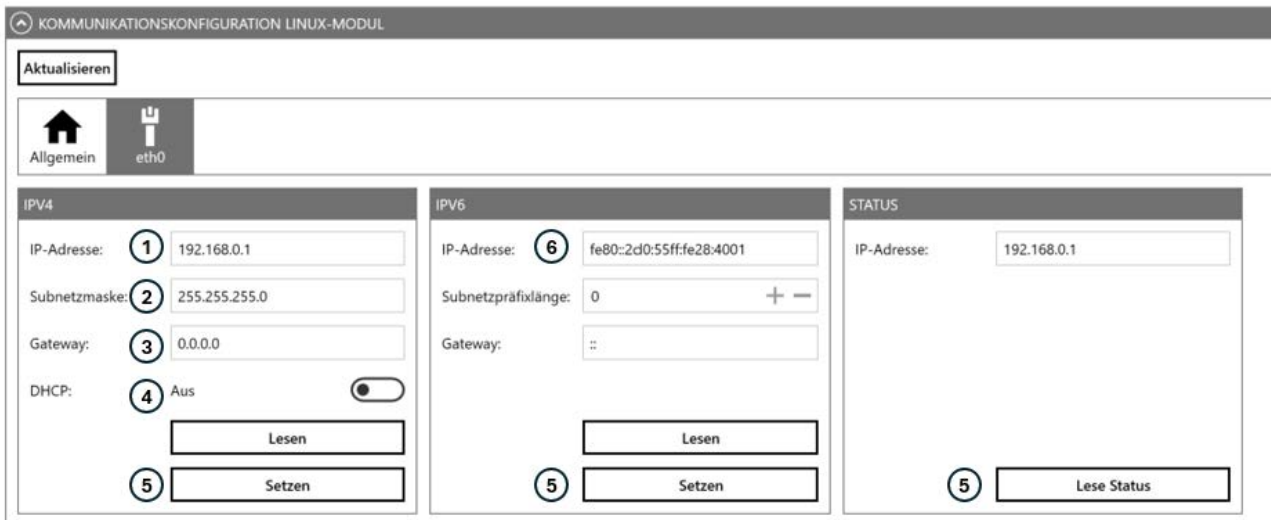 KOMMUNIKATIONSKONFIGURATION LINUX-MODUL
Aktualisieren
Allgemein
eth0
IPV4
IP-Adresse: 1 192.168.0.1
Subnetzmaske: 2 255.255.255.0
Gateway: 3 0.0.0.0
DHCP: 4 Aus
Lesen
5 Setzen
IPV6
IP-Adresse: 6 fe80::2d0:55ff:fe28:4001
Subnetzpräfixlänge: 0 + −
Gateway: ::
Lesen
5 Setzen
STATUS
IP-Adresse: 192.168.0.1
5 Lese Status